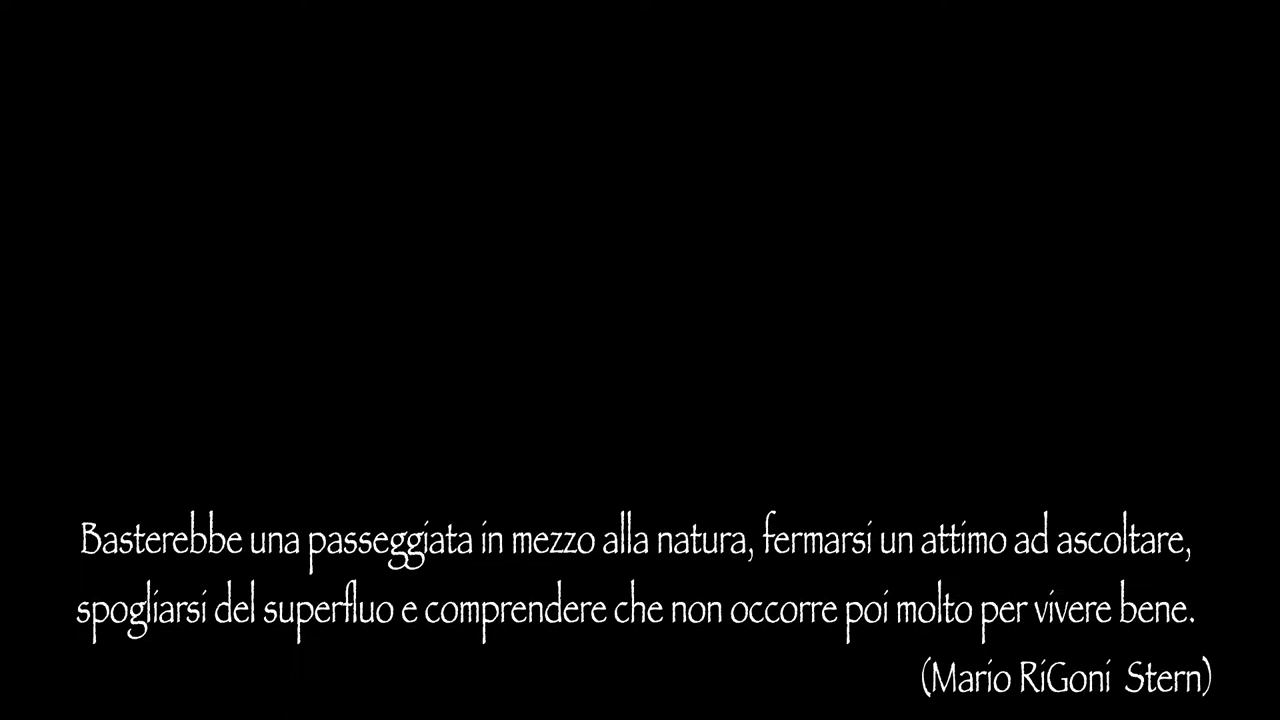 Basterebbe una passeggiata in mezzo alla natura, fermarsi un attimo ad ascoltare,
spogliarsi del superfluo e comprendere che non occorre poi molto per vivere bene.
(Mario RiGoni Stern)